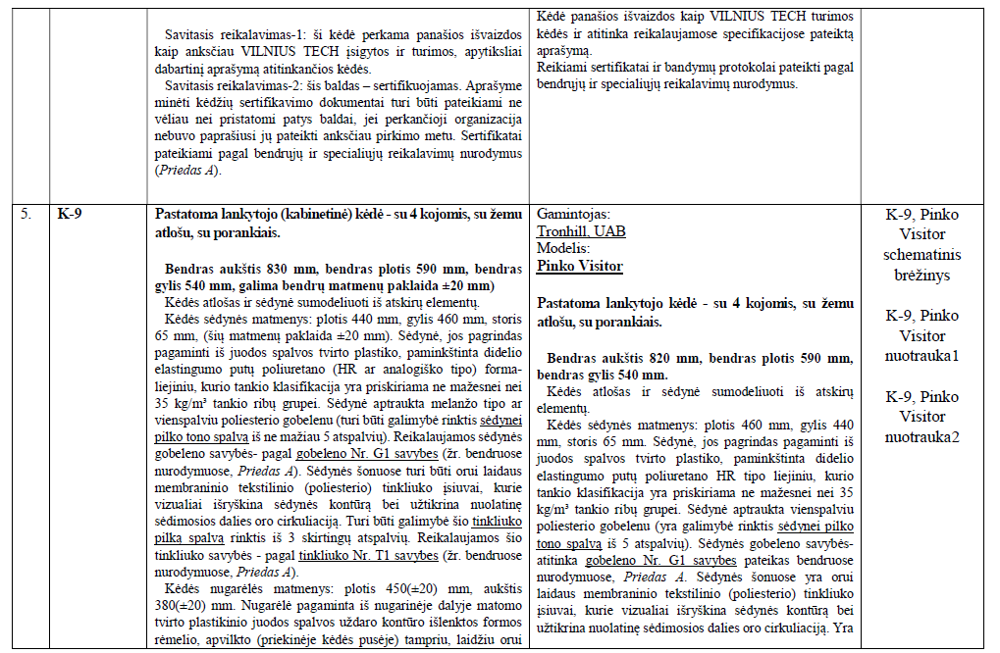 Savitasis reikalavimas-1: ši kėdė perkama panašios išvaizdos
kaip anksčiau VILNIUS TECH įsigytos ir turimos, apytiksliai
dabartinį aprašymą atitinkančios kėdės.
Savitasis reikalavimas-2: šis baldas – sertifikuojamas. Aprašyme
minėti kėdžių sertifikavimo dokumentai turi būti pateikiami ne
vėliau nei pristatomi patys baldai, jei perkančioji organizacija
nebuvo paprašiusi jų pateikti anksčiau pirkimo metu. Sertifikatai
pateikiami pagal bendrųjų ir specialiųjų reikalavimų nurodymus
(Priedas A).
Kėdė panašios išvaizdos kaip VILNIUS TECH turimos
kėdės ir atitinka reikalaujamose specifikacijose pateiktą
aprašymą.
Reikiami sertifikatai ir bandymų protokolai pateikti pagal
bendrųjų ir specialiųjų reikalavimų nurodymus.
5.
K-9
Pastatoma lankytojo (kabinetinė) kėdė - su 4 kojomis, su žemu
atlošu, su porankiais.
Bendras aukštis 830 mm, bendras plotis 590 mm, bendras
gylis 540 mm, galima bendrų matmenų paklaida ±20 mm)
Kėdės atlošas ir sėdynė sumodeliuoti iš atskirų elementų.
Kėdės sėdynės matmenys: plotis 440 mm, gylis 460 mm, storis
65 mm, (šių matmenų paklaida ±20 mm). Sėdynė, jos pagrindas
pagaminti iš juodos spalvos tvirto plastiko, paminkštinta didelio
elastingumo putų poliuretano (HR ar analogiško tipo) forma-
liejiniu, kurio tankio klasifikacija yra priskiriama ne mažesnei nei
35 kg/m³ tankio ribų grupei. Sėdynė aptraukta melanžo tipo ar
vienspalviu poliesterio gobelenu (turi būti galimybė rinktis sėdynei
pilko tono spalvą iš ne mažiau 5 atspalvių). Reikalaujamos sėdynės
gobeleno savybės- pagal gobeleno Nr. G1 savybes (žr. bendruose
nurodymuose, Priedas A). Sėdynės šonuose turi būti orui laidaus
membraninio tekstilinio (poliesterio) tinkliuko įsiuvai, kurie
vizualiai išryškina sėdynės kontūrą bei užtikrina nuolatinę
sėdimosios dalies oro cirkuliaciją. Turi būti galimybė šio tinkliuko
pilką spalvą rinktis iš 3 skirtingų atspalvių. Reikalaujamos šio
tinkliuko savybės - pagal tinkliuko Nr. T1 savybes (žr. bendruose
nurodymuose, Priedas A).
Kėdės nugarėlės matmenys: plotis 450(±20) mm, aukštis
380(±20) mm. Nugarėlė pagaminta iš nugarinėje dalyje matomo
tvirto plastikinio juodos spalvos uždaro kontūro išlenktos formos
rėmelio, apvilkto (priekinėje kėdės pusėje) tampriu, laidžiu orui
Gamintojas:
Tronhill, UAB
Modelis:
Pinko Visitor
Pastatoma lankytojo kėdė - su 4 kojomis, su žemu
atlošu, su porankiais.
Bendras aukštis 820 mm, bendras plotis 590 mm,
bendras gylis 540 mm.
Kėdės atlošas ir sėdynė sumodeliuoti iš atskirų
elementų.
Kėdės sėdynės matmenys: plotis 460 mm, gylis 440
mm, storis 65 mm. Sėdynė, jos pagrindas pagaminti iš
juodos spalvos tvirto plastiko, paminkštinta didelio
elastingumo putų poliuretano HR tipo liejiniu, kurio
tankio klasifikacija yra priskiriama ne mažesnei nei 35
kg/m³ tankio ribų grupei. Sėdynė aptraukta vienspalviu
poliesterio gobelenu (yra galimybė rinktis sėdynei pilko
tono spalvą iš 5 atspalvių). Sėdynės gobeleno savybės-
atitinka gobeleno Nr. G1 savybes pateikas bendruose
nurodymuose, Priedas A. Sėdynės šonuose yra orui
laidaus membraninio tekstilinio (poliesterio) tinkliuko
įsiuvai, kurie vizualiai išryškina sėdynės kontūrą bei
užtikrina nuolatinę sėdimosios dalies oro cirkuliaciją. Yra
K-9, Pinko
Visitor
schematinis
brėžinys
K-9, Pinko
Visitor
nuotrauka1
K-9, Pinko
Visitor
nuotrauka2